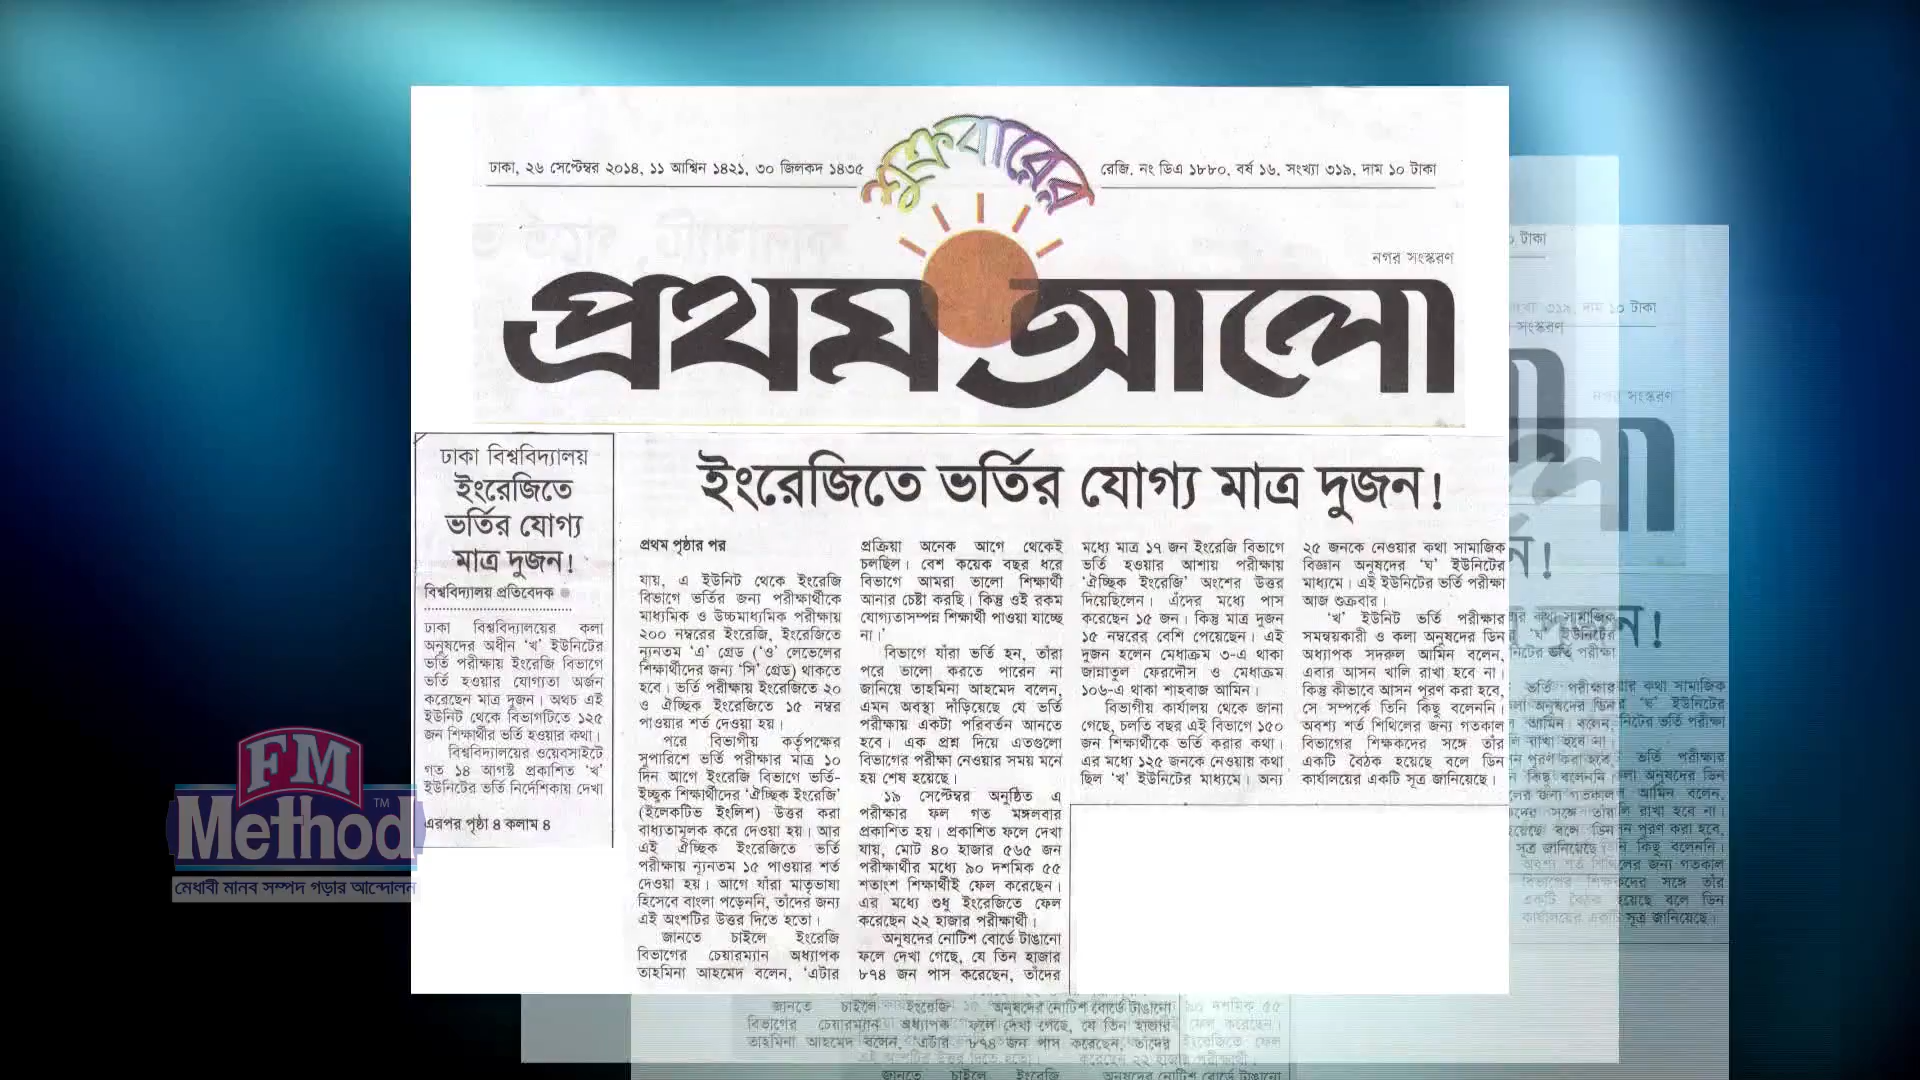 ঢাকা, ২৬ সেপ্টেম্বর ২০১৪, ১১ আশ্বিন ১৪২১, ৩০ জিলকদ ১৪৩৫
শুক্রবারের
রেজি. নং ডিএ ১৮৮০, বর্ষ ১৬, সংখ্যা ৩১৯, দাম ১০ টাকা
নগর সংস্করণ
প্রথম আলো
ঢাকা বিশ্ববিদ্যালয়
ইংরেজিতে
ভর্তির যোগ্য
মাত্র দুজন!
বিশ্ববিদ্যালয় প্রতিবেদক
ঢাকা বিশ্ববিদ্যালয়ের কলা
অনুষদের অধীন ‘খ’ ইউনিটের
ভর্তি পরীক্ষায় ইংরেজি বিভাগে
ভর্তি হওয়ার যোগ্যতা অর্জন
করেছেন মাত্র দুজন। অথচ এই
ইউনিট থেকে বিভাগটিতে ১২৫
জন শিক্ষার্থীর ভর্তি হওয়ার কথা।
বিশ্ববিদ্যালয়ের ওয়েবসাইটে
গত ১৪ আগস্ট প্রকাশিত ‘খ’
ইউনিটের ভর্তি নির্দেশিকায় দেখা
এরপর পৃষ্ঠা ৪ কলাম ৪
ইংরেজিতে ভর্তির যোগ্য মাত্র দুজন!
প্রথম পৃষ্ঠার পর
যায়, এ ইউনিট থেকে ইংরেজি
বিভাগে ভর্তির জন্য পরীক্ষার্থীকে
মাধ্যমিক ও উচ্চমাধ্যমিক পরীক্ষায়
২০০ নম্বরের ইংরেজি, ইংরেজিতে
ন্যূনতম ‘এ’ গ্রেড (‘ও’ লেভেলের
শিক্ষার্থীদের জন্য ‘সি’ গ্রেড) থাকতে
হবে। ভর্তি পরীক্ষায় ইংরেজিতে ২০
ও ঐচ্ছিক ইংরেজিতে ১৫ নম্বর
পাওয়ার শর্ত দেওয়া হয়।
পরে বিভাগীয় কর্তৃপক্ষের
সুপারিশে ভর্তি পরীক্ষার মাত্র ১০
দিন আগে ইংরেজি বিভাগে ভর্তি-
ইচ্ছুক শিক্ষার্থীদের ‘ঐচ্ছিক ইংরেজি’
(ইলেকটিভ ইংলিশ) উত্তর করা
বাধ্যতামূলক করে দেওয়া হয়। আর
এই ঐচ্ছিক ইংরেজিতে ভর্তি
পরীক্ষায় ন্যূনতম ১৫ পাওয়ার শর্ত
দেওয়া হয়। আগে যাঁরা মাতৃভাষা
হিসেবে বাংলা পড়েননি, তাঁদের জন্য
এই অংশটির উত্তর দিতে হতো।
জানতে চাইলে ইংরেজি
বিভাগের চেয়ারম্যান অধ্যাপক
তাহমিনা আহমেদ বলেন, ‘এটার
প্রক্রিয়া অনেক আগে থেকেই
চলছিল। বেশ কয়েক বছর ধরে
বিভাগে আমরা ভালো শিক্ষার্থী
আনার চেষ্টা করছি। কিন্তু ওই রকম
যোগ্যতাসম্পন্ন শিক্ষার্থী পাওয়া যাচ্ছে
না।’
বিভাগে যাঁরা ভর্তি হন, তাঁরা
পরে ভালো করতে পারেন না
জানিয়ে তাহমিনা আহমেদ বলেন,
এমন অবস্থা দাঁড়িয়েছে যে ভর্তি
পরীক্ষায় একটা পরিবর্তন আনতে
হবে। এক প্রশ্ন দিয়ে এতগুলো
বিভাগের পরীক্ষা নেওয়ার সময় মনে
হয় শেষ হয়েছে।
১৯ সেপ্টেম্বর অনুষ্ঠিত এ
পরীক্ষার ফল গত মঙ্গলবার
প্রকাশিত হয়। প্রকাশিত ফলে দেখা
যায়, মোট ৪০ হাজার ৫৬৫ জন
পরীক্ষার্থীর মধ্যে ৯০ দশমিক ৫৫
শতাংশ শিক্ষার্থীই ফেল করেছেন।
এর মধ্যে শুধু ইংরেজিতে ফেল
করেছেন ২২ হাজার পরীক্ষার্থী।
অনুষদের নোটিশ বোর্ডে টাঙানো
ফলে দেখা গেছে, যে তিন হাজার
৮৭৪ জন পাস করেছেন, তাঁদের
মধ্যে মাত্র ১৭ জন ইংরেজি বিভাগে
ভর্তি হওয়ার আশায় পরীক্ষায়
‘ঐচ্ছিক ইংরেজি’ অংশের উত্তর
দিয়েছিলেন। এঁদের মধ্যে পাস
করেছেন ১৫ জন। কিন্তু মাত্র দুজন
১৫ নম্বরের বেশি পেয়েছেন। এই
দুজন হলেন মেধাক্রম ৩-এ থাকা
জান্নাতুল ফেরদৌস ও মেধাক্রম
১০৬-এ থাকা শাহবাজ আমিন।
বিভাগীয় কার্যালয় থেকে জানা
গেছে, চলতি বছর এই বিভাগে ১৫০
জন শিক্ষার্থীকে ভর্তি করার কথা।
এর মধ্যে ১২৫ জনকে নেওয়ার কথা
ছিল ‘খ’ ইউনিটের মাধ্যমে। অন্য
২৫ জনকে নেওয়ার কথা সামাজিক
বিজ্ঞান অনুষদের ‘ঘ’ ইউনিটের
মাধ্যমে। এই ইউনিটের ভর্তি পরীক্ষা
আজ শুক্রবার।
‘খ’ ইউনিট ভর্তি পরীক্ষার
সমন্বয়কারী ও কলা অনুষদের ডিন
অধ্যাপক সদরুল আমিন বলেন,
এবার আসন খালি রাখা হবে না।
কিন্তু কীভাবে আসন পূরণ করা হবে,
সে সম্পর্কে তিনি কিছু বলেননি।
অবশ্য শর্ত শিথিলের জন্য গতকাল
বিভাগের শিক্ষকদের সঙ্গে তাঁর
একটি বৈঠক হয়েছে বলে ডিন
কার্যালয়ের একটি সূত্র জানিয়েছে।
FM
Method™
মেধাবী মানব সম্পদ গড়ার আন্দোলন